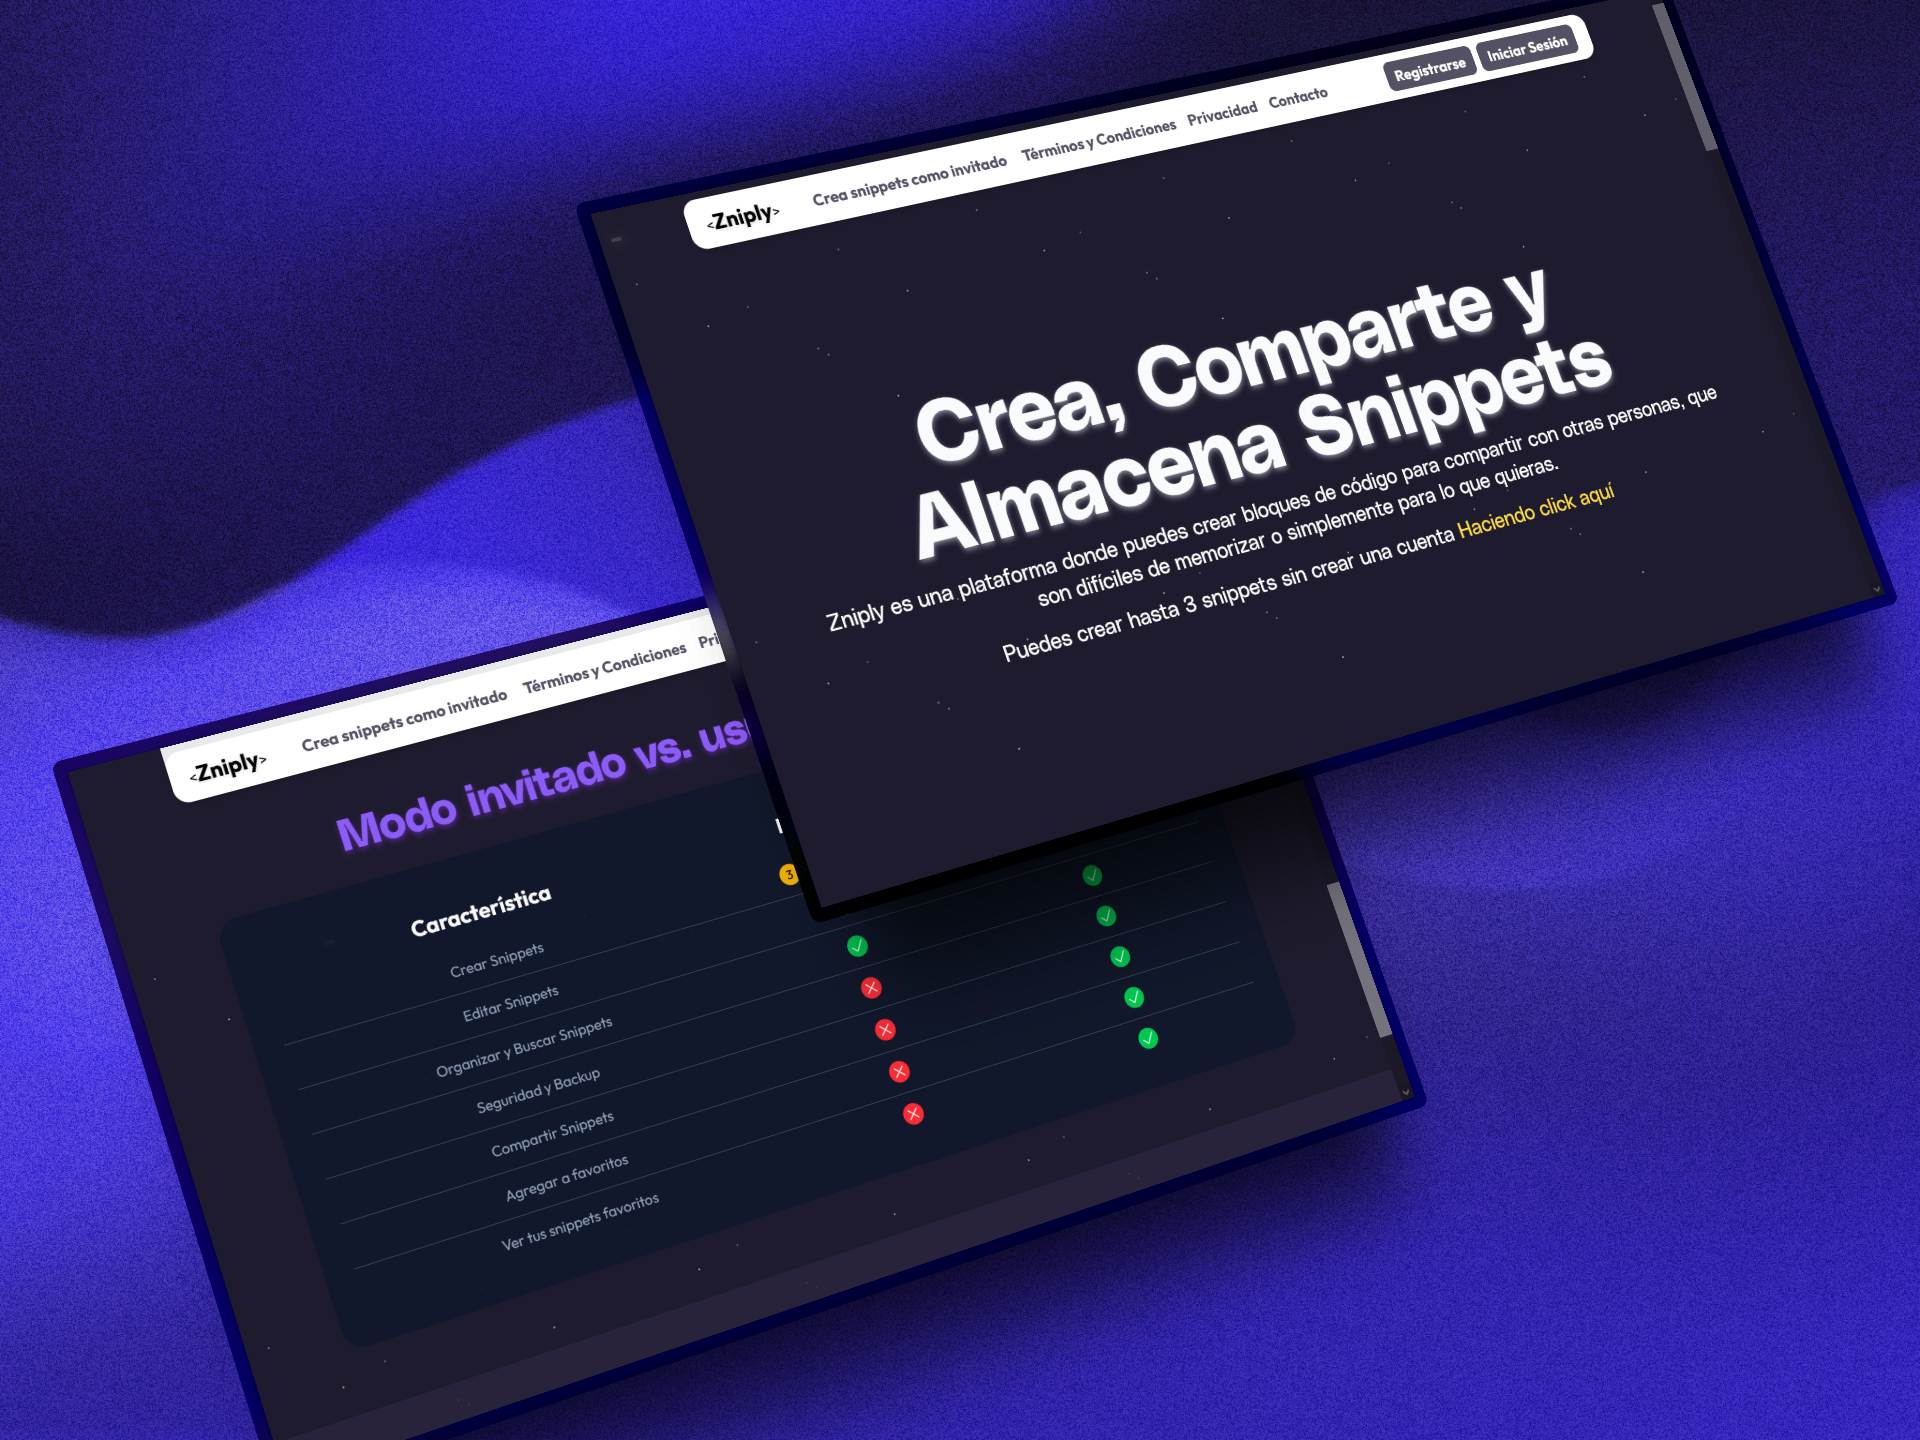 <Zniply>
Crea snippets como invitado
Términos y Condiciones
Privacidad
Contacto
Registrarse
Iniciar Sesión
Crea, Comparte y
Almacena Snippets
Zniply es una plataforma donde puedes crear bloques de código para compartir con otras personas, que
son difíciles de memorizar o simplemente para lo que quieras.
Puedes crear hasta 3 snippets sin crear una cuenta Haciendo click aquí
<Zniply>
Crea snippets como invitado
Términos y Condiciones
Pri
Modo invitado vs. us
Característica
Crear Snippets
3
Editar Snippets
Organizar y Buscar Snippets
Seguridad y Backup
Compartir Snippets
Agregar a favoritos
Ver tus snippets favoritos